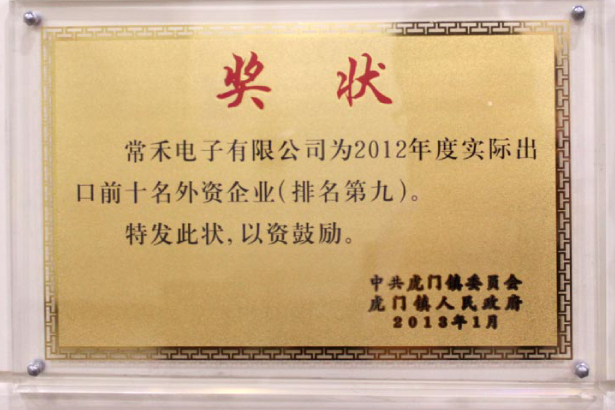 奖 状
常禾电子有限公司为2012年度实际出
口前十名外资企业(排名第九)。
特发此状,以资鼓励。
中共虎门镇委员会
虎门镇人民政府
2013年1月